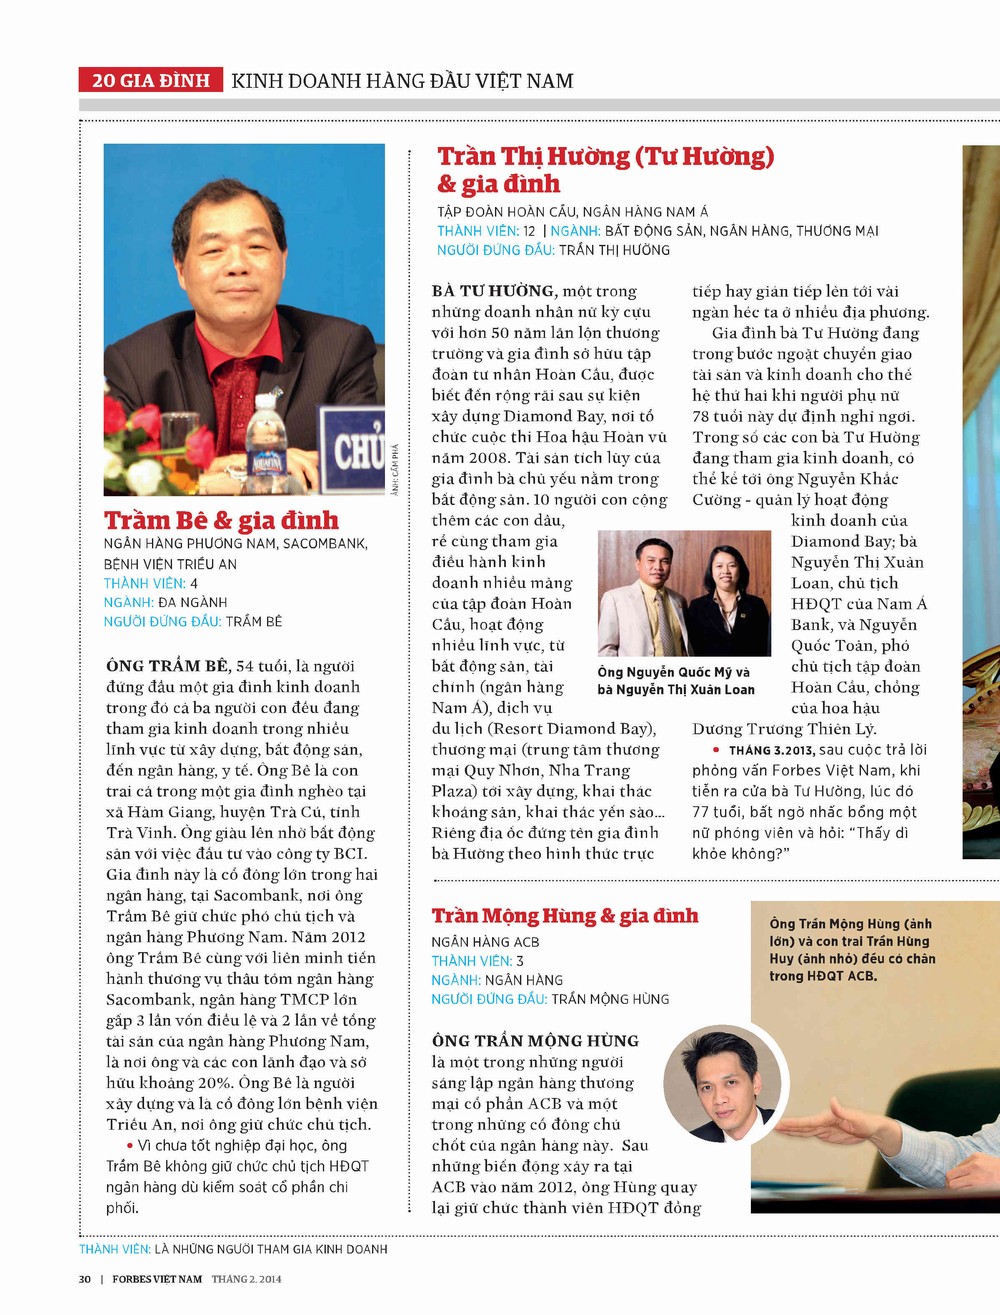 20 GIA ĐÌNH KINH DOANH HÀNG ĐẦU VIỆT NAM
CHỦ
AQUAFINA
ẢNH: CẨM PHẢ
Trầm Bê & gia đình
NGÂN HÀNG PHƯƠNG NAM, SACOMBANK,
BỆNH VIỆN TRIỀU AN
THÀNH VIÊN: 4
NGÀNH: ĐA NGÀNH
NGƯỜI ĐỨNG ĐẦU: TRẦM BÊ
ÔNG TRẦM BÊ, 54 tuổi, là người
đứng đầu một gia đình kinh doanh
trong đó cả ba người con đều đang
tham gia kinh doanh trong nhiều
lĩnh vực từ xây dựng, bất động sản,
đến ngân hàng, y tế. Ông Bê là con
trai cả trong một gia đình nghèo tại
xã Hàm Giang, huyện Trà Cú, tỉnh
Trà Vinh. Ông giàu lên nhờ bất động
sản với việc đầu tư vào công ty BCI.
Gia đình này là cổ đông lớn trong hai
ngân hàng, tại Sacombank, nơi ông
Trầm Bê giữ chức phó chủ tịch và
ngân hàng Phương Nam. Năm 2012
ông Trầm Bê cùng với liên minh tiến
hành thương vụ thâu tóm ngân hàng
Sacombank, ngân hàng TMCP lớn
gấp 3 lần vốn điều lệ và 2 lần về tổng
tài sản của ngân hàng Phương Nam,
là nơi ông và các con lãnh đạo và sở
hữu khoảng 20%. Ông Bê là người
xây dựng và là cổ đông lớn bệnh viện
Triều An, nơi ông giữ chức chủ tịch.
• Vì chưa tốt nghiệp đại học, ông
Trầm Bê không giữ chức chủ tịch HĐQT
ngân hàng dù kiểm soát cổ phần chi
phối.
Trần Thị Hường (Tư Hường)
& gia đình
TẬP ĐOÀN HOÀN CẦU, NGÂN HÀNG NAM Á
THÀNH VIÊN: 12 | NGÀNH: BẤT ĐỘNG SẢN, NGÂN HÀNG, THƯƠNG MẠI
NGƯỜI ĐỨNG ĐẦU: TRẦN THỊ HƯỜNG
BÀ TƯ HƯỜNG, một trong
những doanh nhân nữ kỳ cựu
với hơn 50 năm lăn lộn thương
trường và gia đình sở hữu tập
đoàn tư nhân Hoàn Cầu, được
biết đến rộng rãi sau sự kiện
xây dựng Diamond Bay, nơi tổ
chức cuộc thi Hoa hậu Hoàn vũ
năm 2008. Tài sản tích lũy của
gia đình bà chủ yếu nằm trong
bất động sản. 10 người con cộng
thêm các con dâu,
rể cùng tham gia
điều hành kinh
doanh nhiều mảng
của tập đoàn Hoàn
Cầu, hoạt động
nhiều lĩnh vực, từ
bất động sản, tài
chính (ngân hàng
Nam Á), dịch vụ
du lịch (Resort Diamond Bay),
thương mại (trung tâm thương
mại Quy Nhơn, Nha Trang
Plaza) tới xây dựng, khai thác
khoáng sản, khai thác yến sào...
Riêng địa ốc đứng tên gia đình
bà Hường theo hình thức trực
tiếp hay gián tiếp lên tới vài
ngàn héc ta ở nhiều địa phương.
Gia đình bà Tư Hường đang
trong bước ngoặt chuyển giao
tài sản và kinh doanh cho thế
hệ thứ hai khi người phụ nữ
78 tuổi này dự định nghỉ ngơi.
Trong số các con bà Tư Hường
đang tham gia kinh doanh, có
thể kể tới ông Nguyễn Khắc
Cường - quản lý hoạt động
kinh doanh của
Diamond Bay; bà
Nguyễn Thị Xuân
Loan, chủ tịch
HĐQT của Nam Á
Bank, và Nguyễn
Quốc Toàn, phó
chủ tịch tập đoàn
Hoàn Cầu, chồng
của hoa hậu
Dương Trương Thiên Lý.
• THÁNG 3.2013, sau cuộc trả lời
phỏng vấn Forbes Việt Nam, khi
tiễn ra cửa bà Tư Hường, lúc đó
77 tuổi, bất ngờ nhấc bổng một
nữ phóng viên và hỏi: “Thấy dì
khỏe không?”
Ông Nguyễn Quốc Mỹ và
bà Nguyễn Thị Xuân Loan
Trần Mộng Hùng & gia đình
NGÂN HÀNG ACB
THÀNH VIÊN: 3
NGÀNH: NGÂN HÀNG
NGƯỜI ĐỨNG ĐẦU: TRẦN MỘNG HÙNG
ÔNG TRẦN MỘNG HÙNG
là một trong những người
sáng lập ngân hàng thương
mại cổ phần ACB và một
trong những cổ đông chủ
chốt của ngân hàng này. Sau
những biến động xảy ra tại
ACB vào năm 2012, ông Hùng quay
lại giữ chức thành viên HĐQT đồng
Ông Trần Mộng Hùng (ảnh
lớn) và con trai Trần Hùng
Huy (ảnh nhỏ) đều có chân
trong HĐQT ACB.
THÀNH VIÊN: LÀ NHỮNG NGƯỜI THAM GIA KINH DOANH
30 | FORBES VIỆT NAM THÁNG 2, 2014